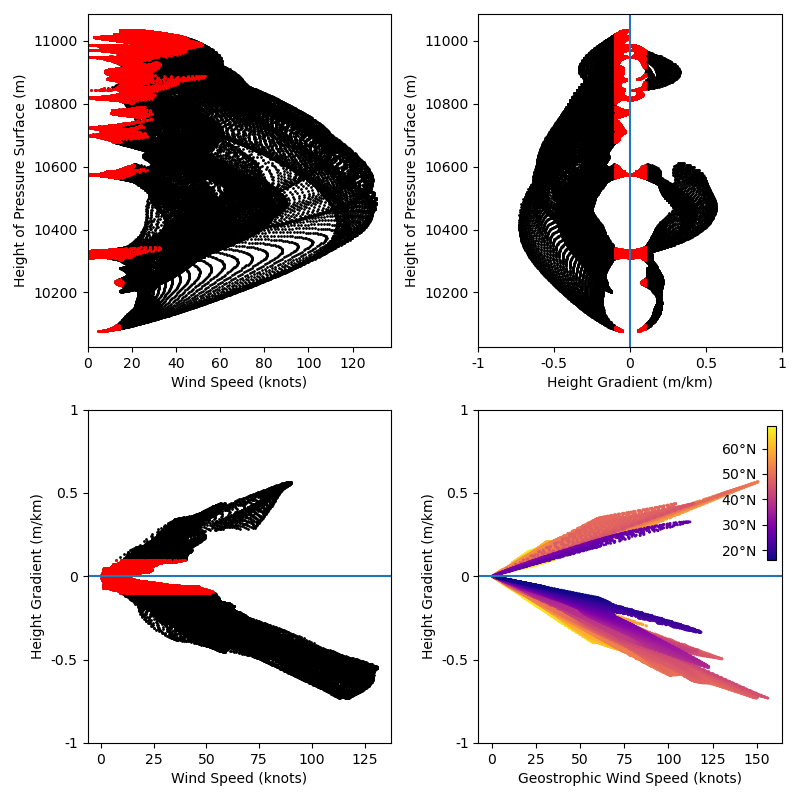 11000
10800
10600
10400
10200
Height of Pressure Surface (m)
0 20 40 60 80 100 120
Wind Speed (knots)
11000
10800
10600
10400
10200
Height of Pressure Surface (m)
-1 -0.5 0 0.5 1
Height Gradient (m/km)
1
0.5
0
-0.5
-1
Height Gradient (m/km)
0 25 50 75 100 125
Wind Speed (knots)
1
0.5
0
-0.5
-1
Height Gradient (m/km)
60°N
50°N
40°N
30°N
20°N
0 25 50 75 100 125 150
Geostrophic Wind Speed (knots)